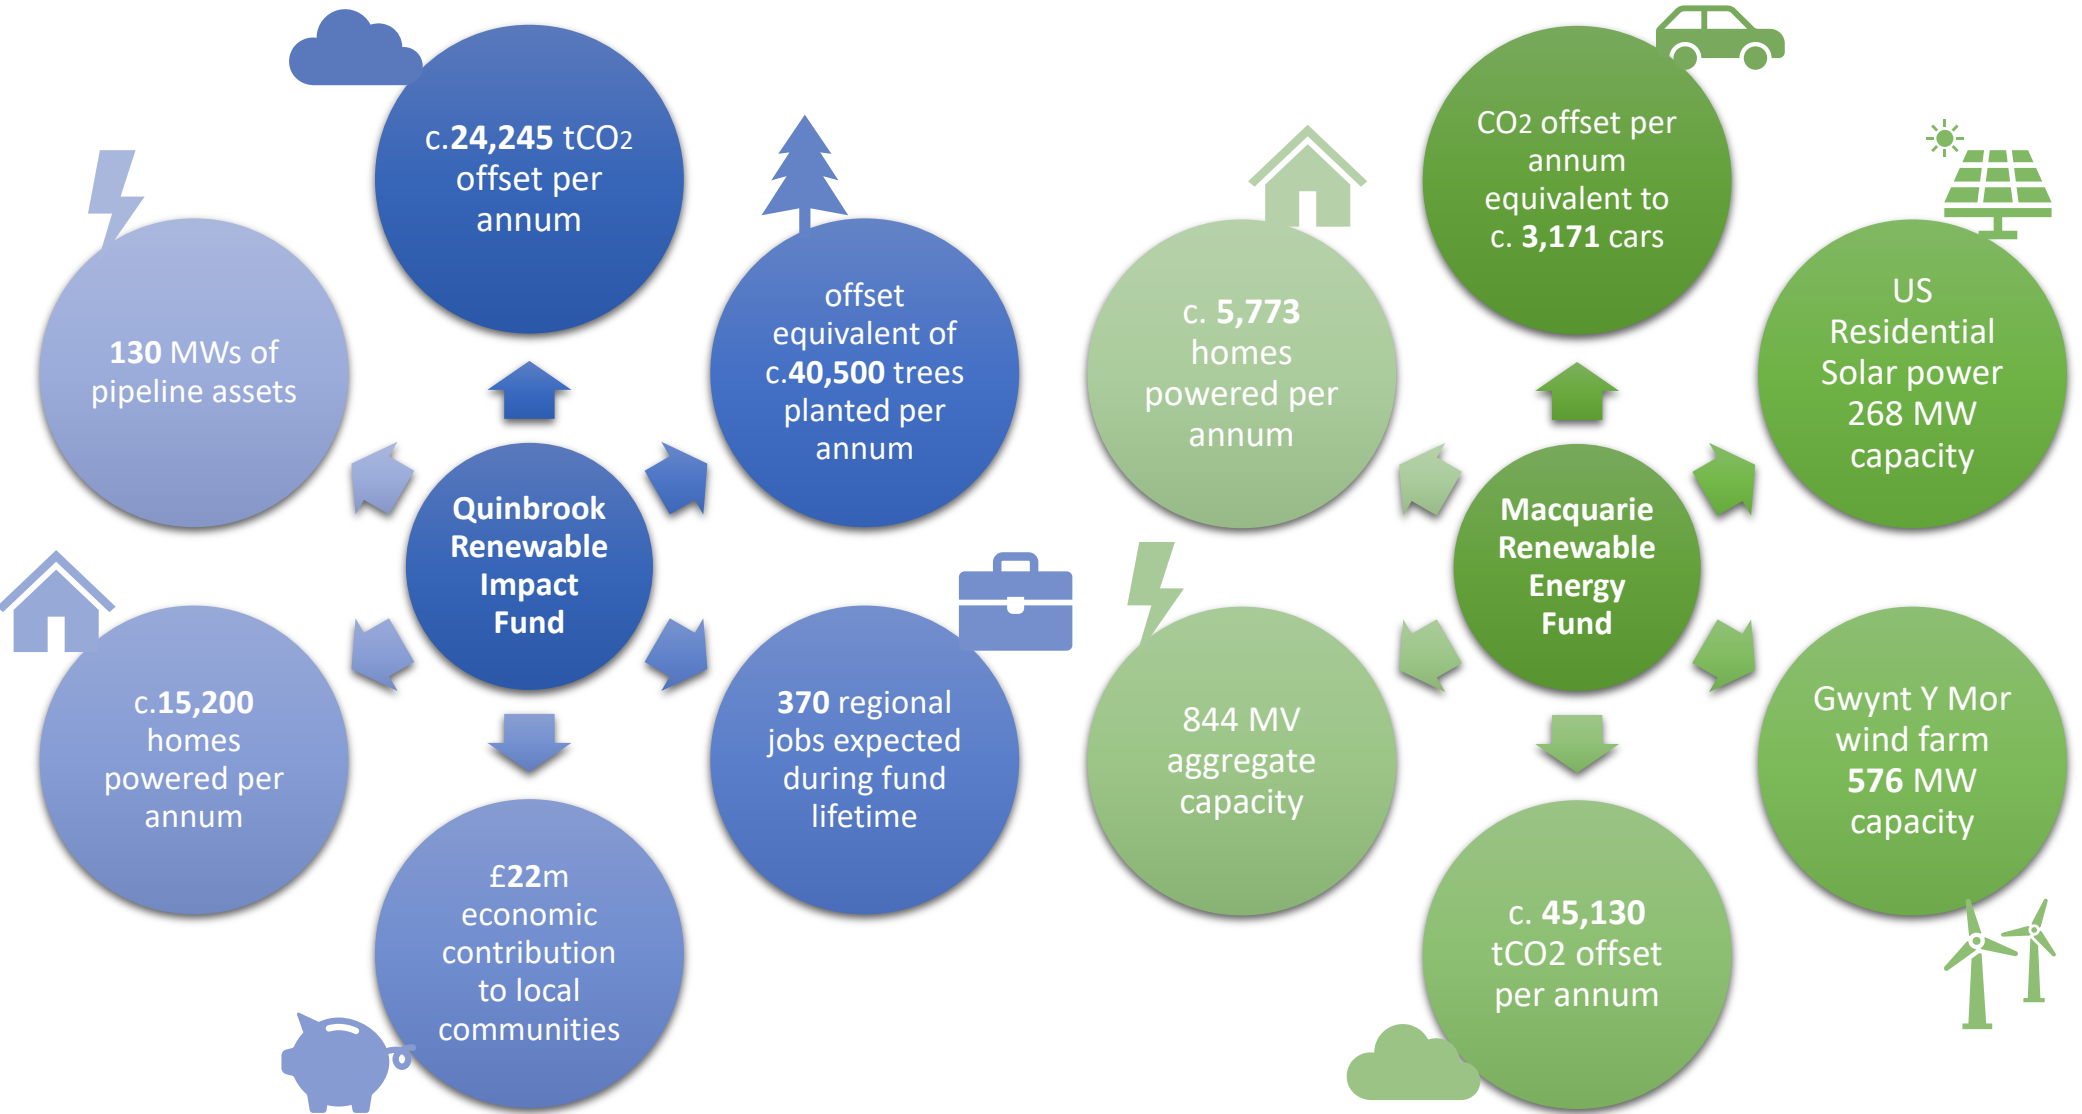 c.24,245 tCO2
offset per
annum
130 MWs of
pipeline assets
offset
equivalent of
c.40,500 trees
planted per
annum
Quinbrook
Renewable
Impact
Fund
c.15,200
homes
powered per
annum
370 regional
jobs expected
during fund
lifetime
£22m
economic
contribution
to local
communities
CO2 offset per
annum
equivalent to
c. 3,171 cars
c. 5,773
homes
powered per
annum
US
Residential
Solar power
268 MW
capacity
Macquarie
Renewable
Energy
Fund
844 MV
aggregate
capacity
Gwynt Y Mor
wind farm
576 MW
capacity
c. 45,130
tCO2 offset
per annum